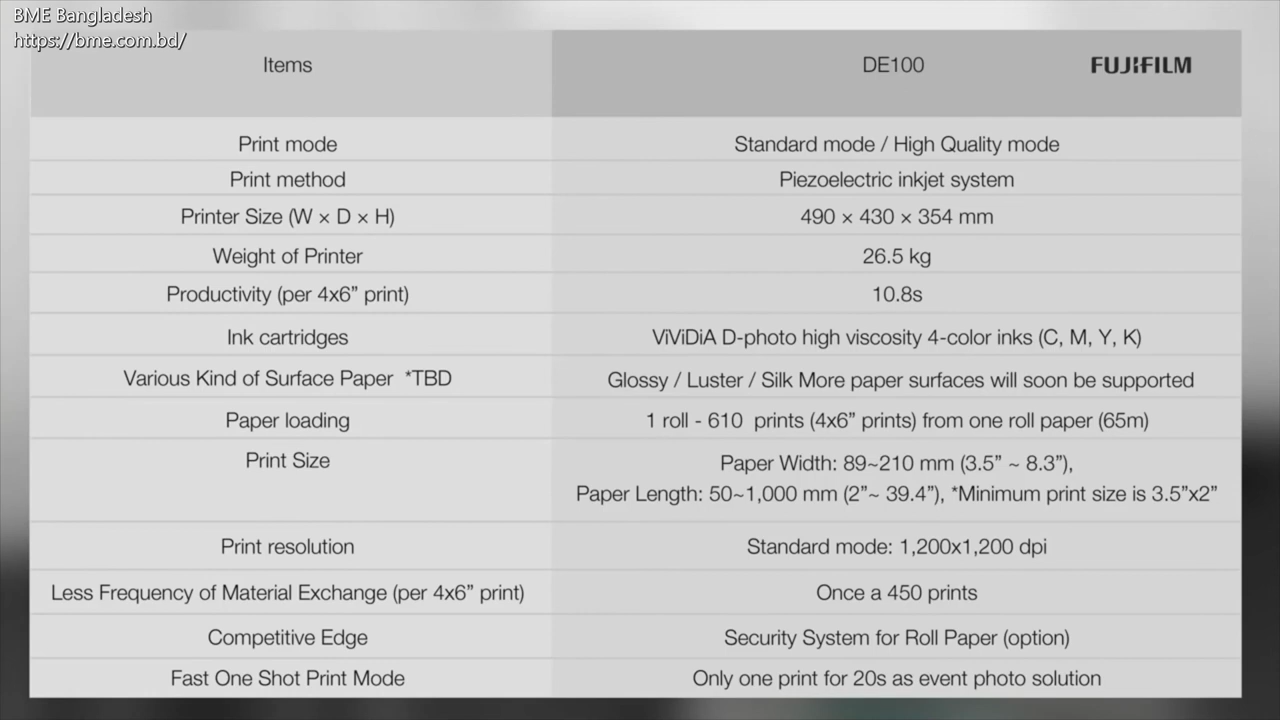 BME Bangladesh
https://bme.com.bd/
Items DE100 FUJIFILM
Print mode Standard mode / High Quality mode
Print method Piezoelectric inkjet system
Printer Size (W × D × H) 490 × 430 × 354 mm
Weight of Printer 26.5 kg
Productivity (per 4x6” print) 10.8s
Ink cartridges ViViDiA D-photo high viscosity 4-color inks (C, M, Y, K)
Various Kind of Surface Paper *TBD Glossy / Luster / Silk More paper surfaces will soon be supported
Paper loading 1 roll - 610 prints (4x6” prints) from one roll paper (65m)
Print Size Paper Width: 89~210 mm (3.5” ~ 8.3”),
Paper Length: 50~1,000 mm (2”~ 39.4”), *Minimum print size is 3.5”x2”
Print resolution Standard mode: 1,200x1,200 dpi
Less Frequency of Material Exchange (per 4x6” print) Once a 450 prints
Competitive Edge Security System for Roll Paper (option)
Fast One Shot Print Mode Only one print for 20s as event photo solution